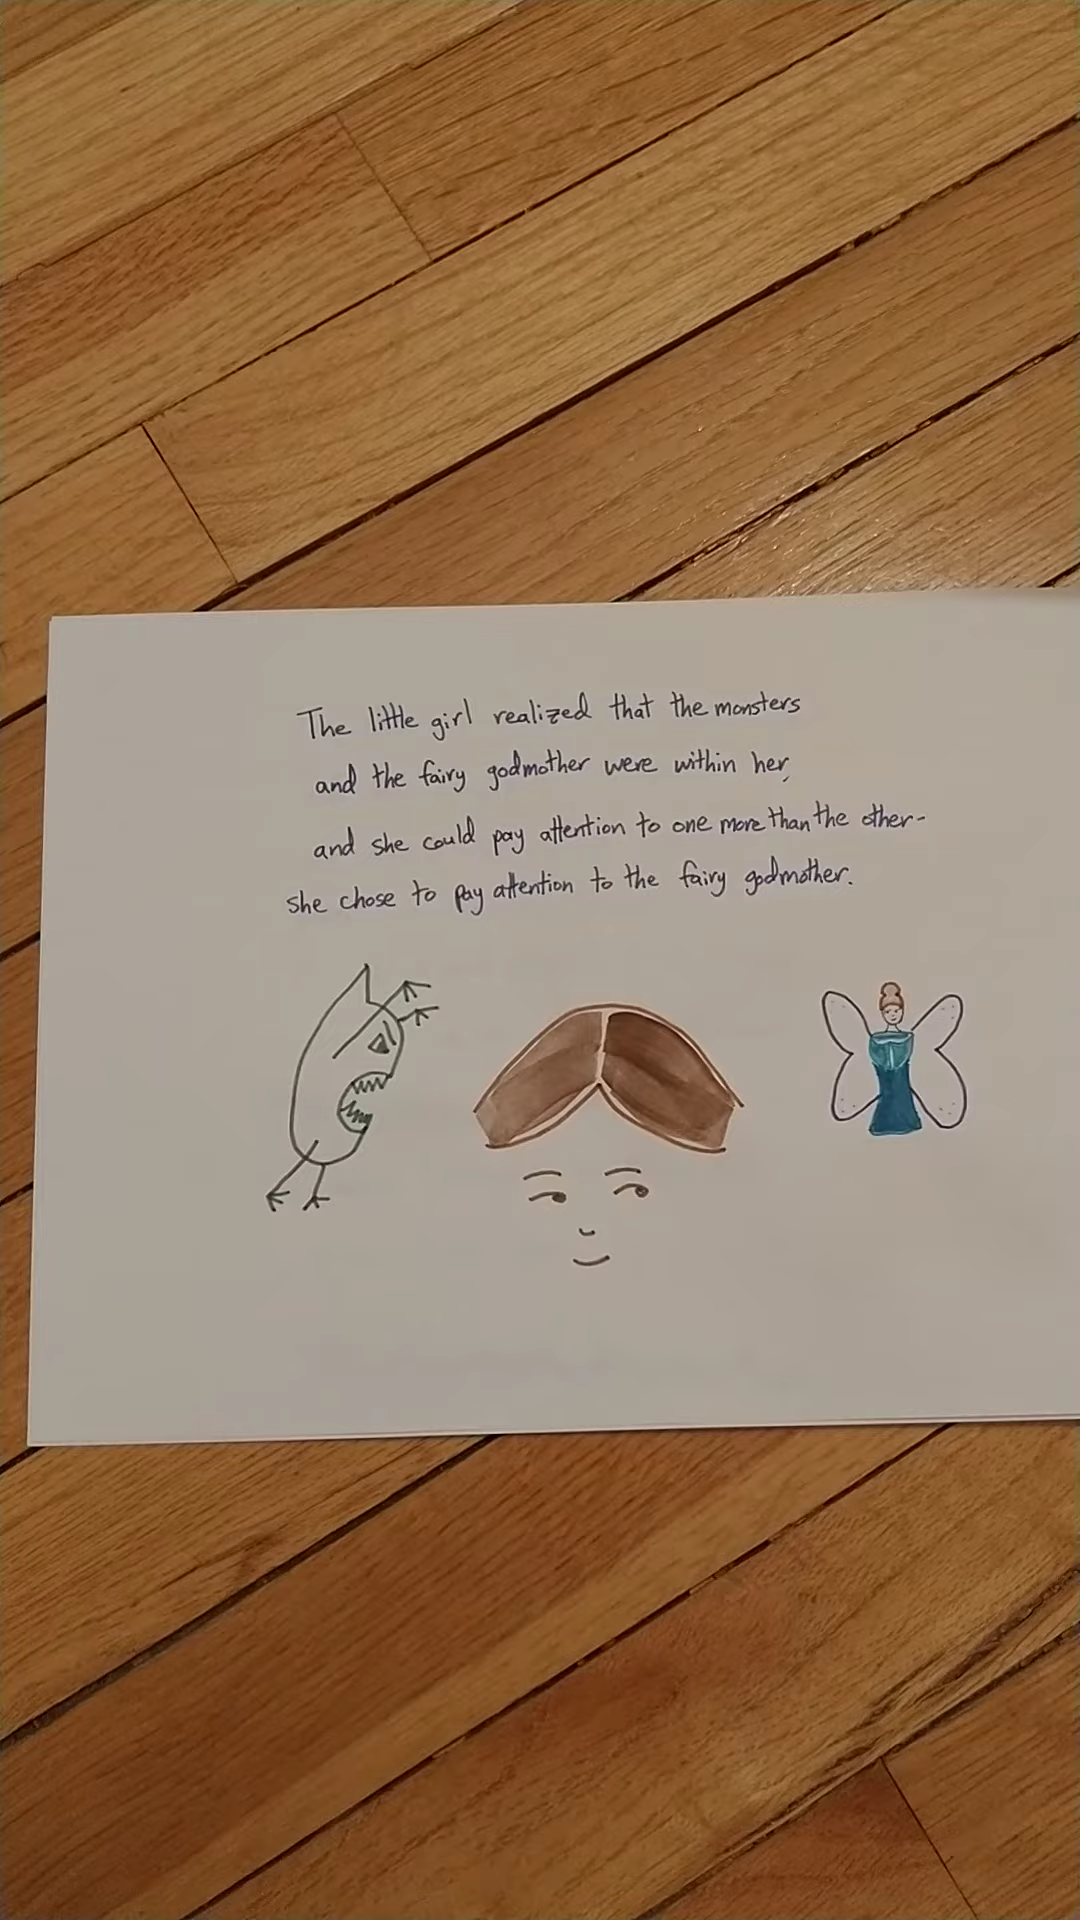 The little girl realized that the monsters
and the fairy godmother were within her,
and she could pay attention to one more than the other-
she chose to pay attention to the fairy godmother.